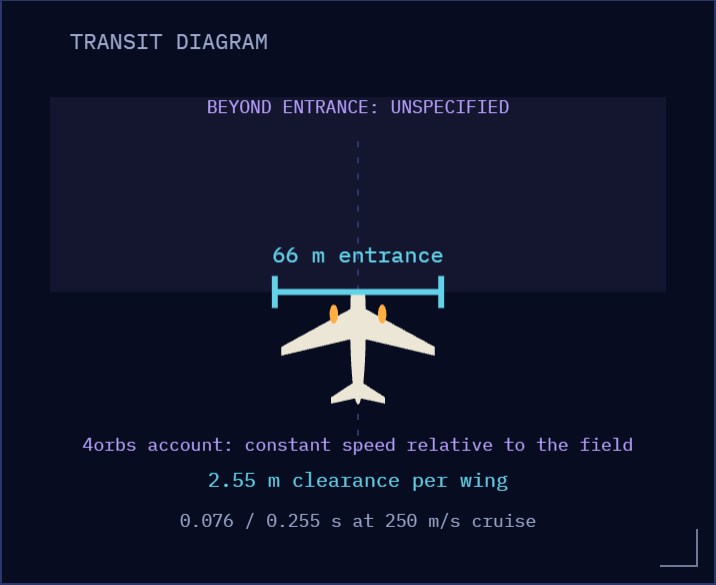 TRANSIT DIAGRAM
BEYOND ENTRANCE: UNSPECIFIED
66 m entrance
4orbs account: constant speed relative to the field
2.55 m clearance per wing
0.076 / 0.255 s at 250 m/s cruise